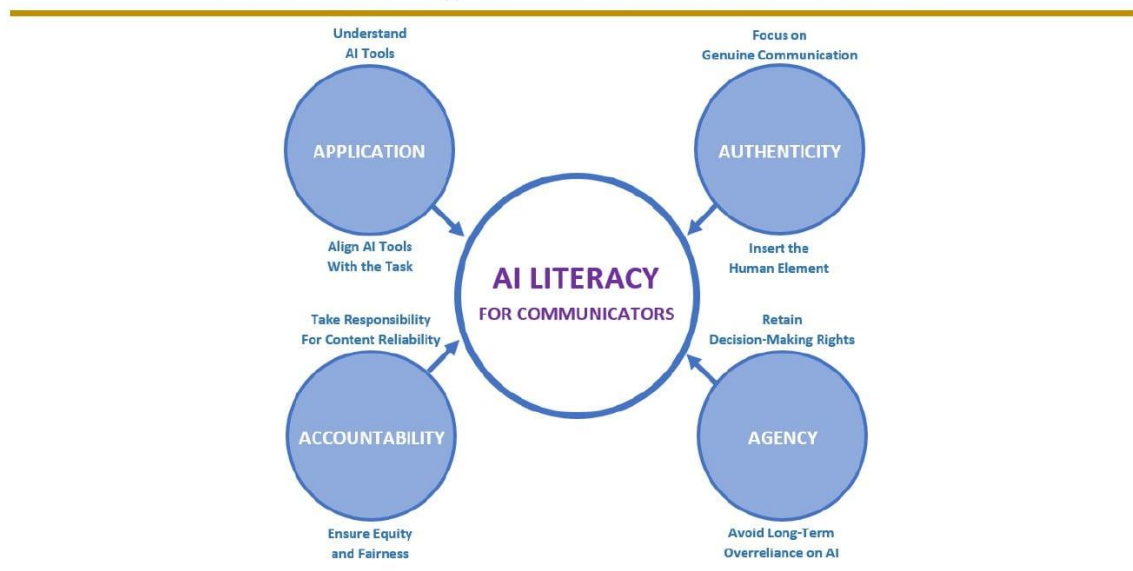 Understand
AI Tools
APPLICATION
Align AI Tools
With the Task
Focus on
Genuine Communication
AUTHENTICITY
Insert the
Human Element
AI LITERACY
FOR COMMUNICATORS
Take Responsibility
For Content Reliability
ACCOUNTABILITY
Ensure Equity
and Fairness
Retain
Decision-Making Rights
AGENCY
Avoid Long-Term
Overreliance on AI